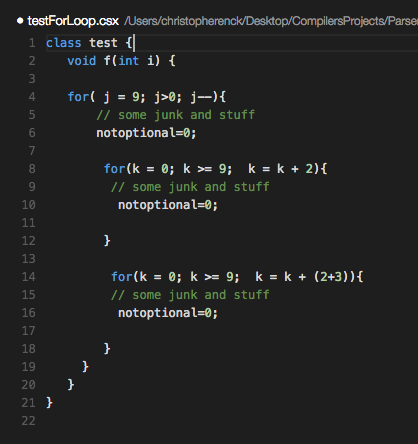 ● testForLoop.csx /Users/christopherenck/Desktop/CompilersProjects/Parse
1 class test {
2 void f(int i) {
3
4 for( j = 9; j>0; j--){
5 // some junk and stuff
6 notoptional=0;
7
8 for(k = 0; k >= 9;  k = k + 2){
9 // some junk and stuff
10 notoptional=0;
11
12 }
13
14 for(k = 0; k >= 9;  k = k + (2+3)){
15 // some junk and stuff
16 notoptional=0;
17
18 }
19 }
20 }
21 }
22